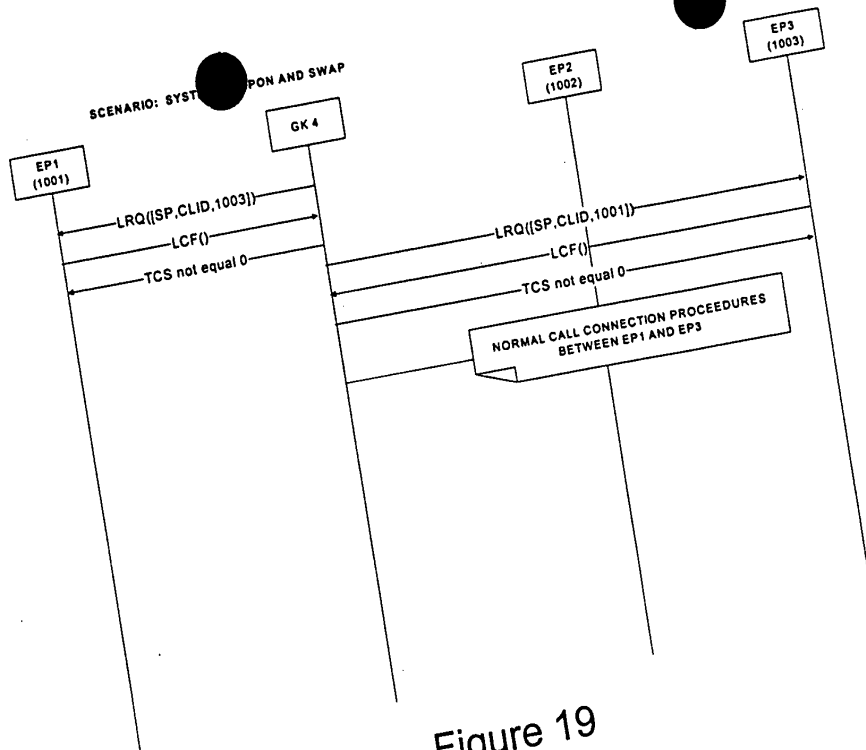 SCENARIO: SYST PON AND SWAP
EP1
(1001)
GK 4
EP2
(1002)
EP3
(1003)
LRQ([SP,CLID,1003])
LCF()
TCS not equal 0
LRQ([SP,CLID,1001])
LCF()
TCS not equal 0
NORMAL CALL CONNECTION PROCEEDURES
BETWEEN EP1 AND EP3
Figure 19